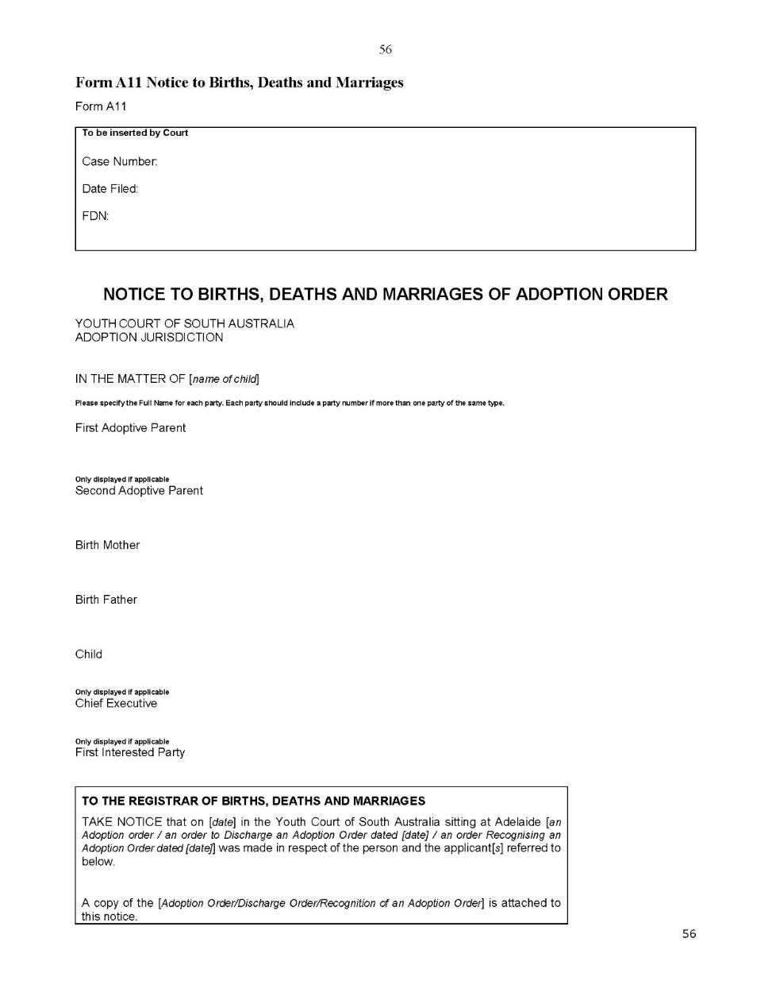 56
Form A11 Notice to Births, Deaths and Marriages
Form A11
To be inserted by Court
Case Number:
Date Filed:
FDN:
NOTICE TO BIRTHS, DEATHS AND MARRIAGES OF ADOPTION ORDER
YOUTH COURT OF SOUTH AUSTRALIA
ADOPTION JURISDICTION
IN THE MATTER OF [name of child]
Please specify the Full Name for each party. Each party should include a party number if more than one party of the same type.
First Adoptive Parent
Only displayed if applicable
Second Adoptive Parent
Birth Mother
Birth Father
Child
Only displayed if applicable
Chief Executive
Only displayed if applicable
First Interested Party
TO THE REGISTRAR OF BIRTHS, DEATHS AND MARRIAGES
TAKE NOTICE that on [date] in the Youth Court of South Australia sitting at Adelaide [an
Adoption order / an order to Discharge an Adoption Order dated [date] / an order Recognising an
Adoption Order dated [date]] was made in respect of the person and the applicant[s] referred to
below.
A copy of the [Adoption Order/Discharge Order/Recognition of an Adoption Order] is attached to
this notice.
56